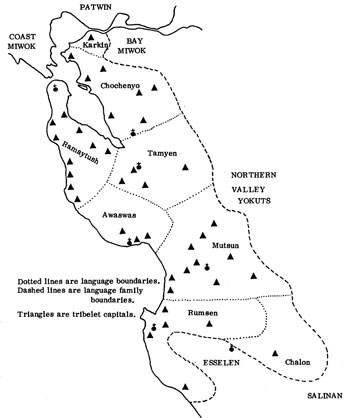 PATWIN
COAST
MIWOK
BAY
MIWOK
Karkin
Chochenyo
Ramaytush
Tamyen
NORTHERN
VALLEY
YOKUTS
Awaswas
Mutsun
Dotted lines are language boundaries.
Dashed lines are language family
boundaries.
Triangles are tribelet capitals.
Rumsen
ESSELEN
Chalon
SALINAN